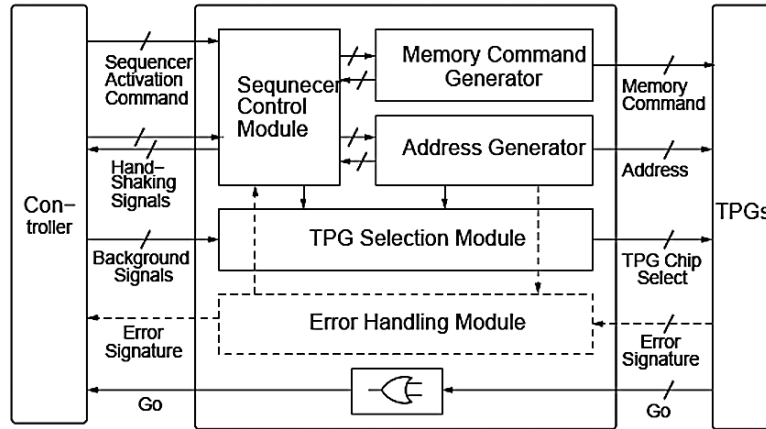 Sequencer
Activation
Command
Sequnecer
Control
Module
Memory Command
Generator
Memory
Command
Hand-
Shaking
Signals
Address Generator
Address
Con-
troller
TPGs
Background
Signals
TPG Selection Module
TPG Chip
Select
Error
Signature
Error Handling Module
Error
Signature
Go
Go